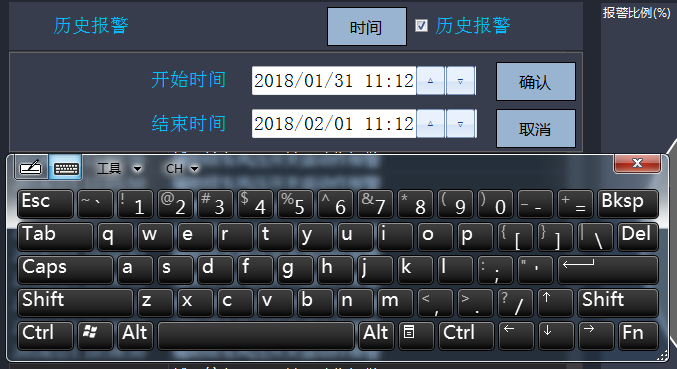 历史报警 时间 历史报警 报警比例(%)
开始时间 2018/01/31 11:12 确认
结束时间 2018/02/01 11:12 取消
工具 CH
Esc ~ ` ! 1 @ 2 # 3 $ 4 % 5 ^ 6 & 7 * 8 ( 9 ) 0 _ - + = Bksp
Tab q w e r t y u i o p { [ } ] | \ Del
Caps a s d f g h j k l : ; " '
Shift z x c v b n m < , > . ? / ↑ Shift
Ctrl Alt Alt Ctrl ← ↓ → Fn